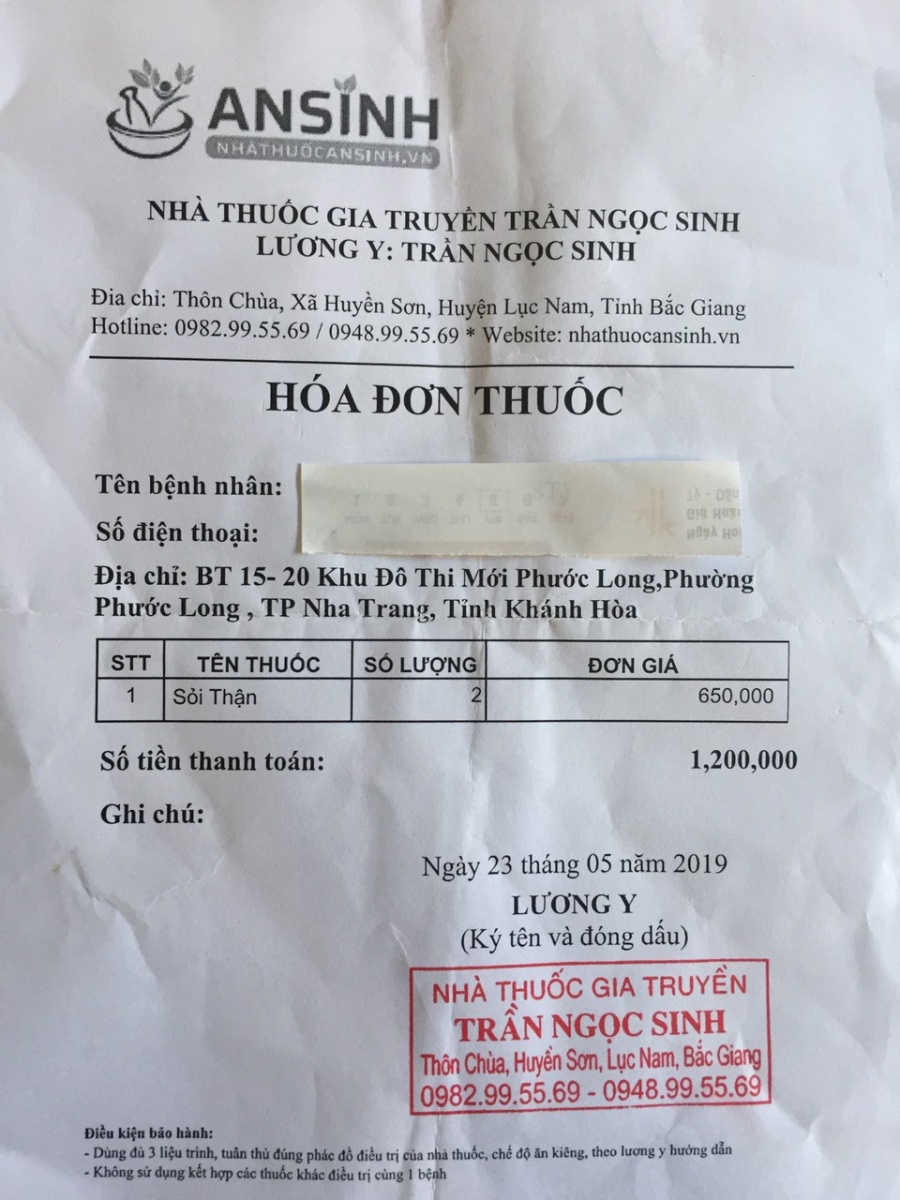 ANSINH
NHATHUOCANSINH.VN
NHÀ THUỐC GIA TRUYỀN TRẦN NGỌC SINH
LƯƠNG Y: TRẦN NGỌC SINH
Đia chỉ: Thôn Chùa, Xã Huyền Sơn, Huyện Lục Nam, Tỉnh Bắc Giang
Hotline: 0982.99.55.69 / 0948.99.55.69 * Website: nhathuocansinh.vn
HÓA ĐƠN THUỐC
Tên bệnh nhân:
Số điện thoại:
Địa chỉ: BT 15- 20 Khu Đô Thi Mới Phước Long,Phường
Phước Long , TP Nha Trang, Tỉnh Khánh Hòa
STT TÊN THUỐC SỐ LƯỢNG ĐƠN GIÁ
1 Sỏi Thận 2 650,000
Số tiền thanh toán: 1,200,000
Ghi chú:
Ngày 23 tháng 05 năm 2019
LƯƠNG Y
(Ký tên và đóng dấu)
NHÀ THUỐC GIA TRUYỀN
TRẦN NGỌC SINH
Thôn Chùa, Huyền Sơn, Lục Nam, Bắc Giang
0982.99.55.69 - 0948.99.55.69
Điều kiện bảo hành:
- Dùng đủ 3 liệu trình, tuân thủ đúng phác đồ điều trị của nhà thuốc, chế độ ăn kiêng, theo lương y hướng dẫn
- Không sử dụng kết hợp các thuốc khác điều trị cùng 1 bệnh